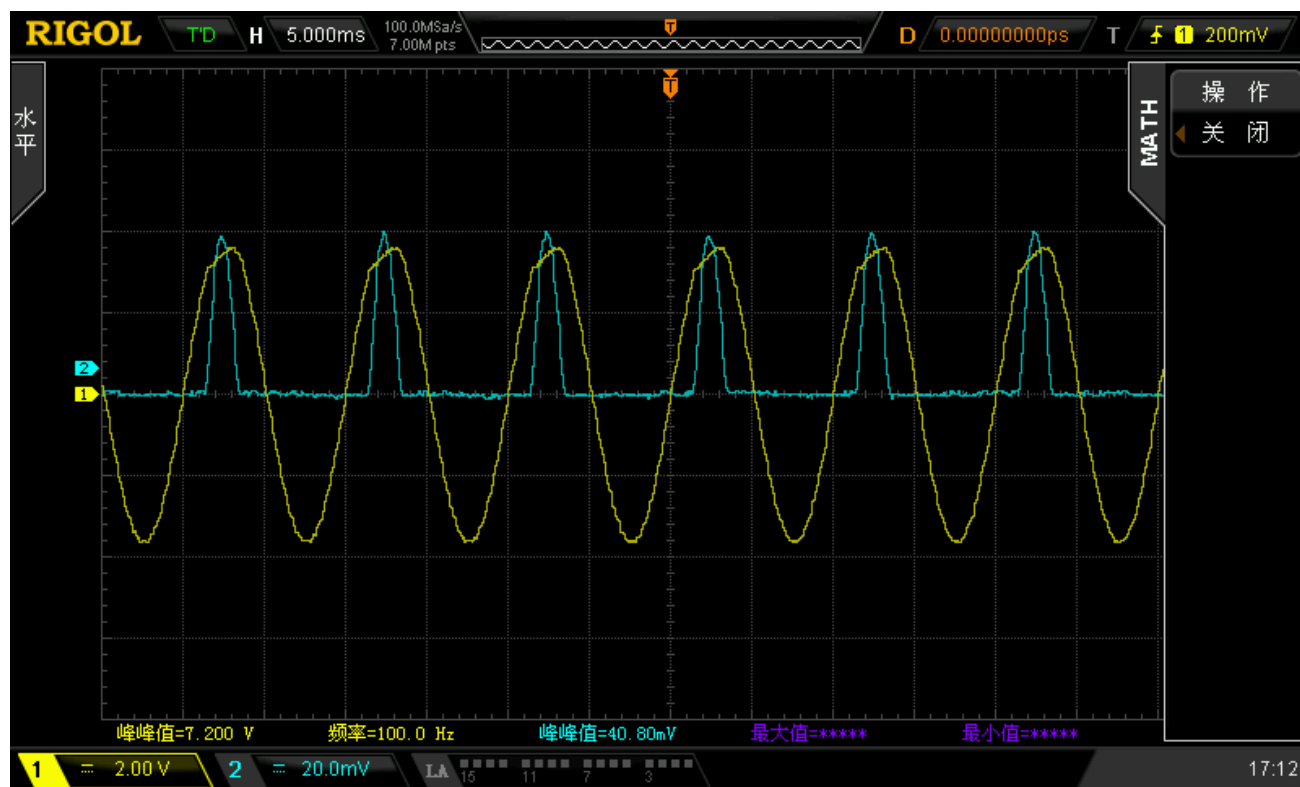 RIGOL T'D H 5.000ms 100.0MSa/s D 0.00000000ps T 1 200mV
7.00M pts
T
水平
T
MATH
操 作
关 闭
2
1
峰峰值=7.200 V 频率=100.0 Hz 峰峰值=40.80mV 最大值=***** 最小值=*****
1 = 2.00 V 2 = 20.0mV LA 15 11 7 3 17:12